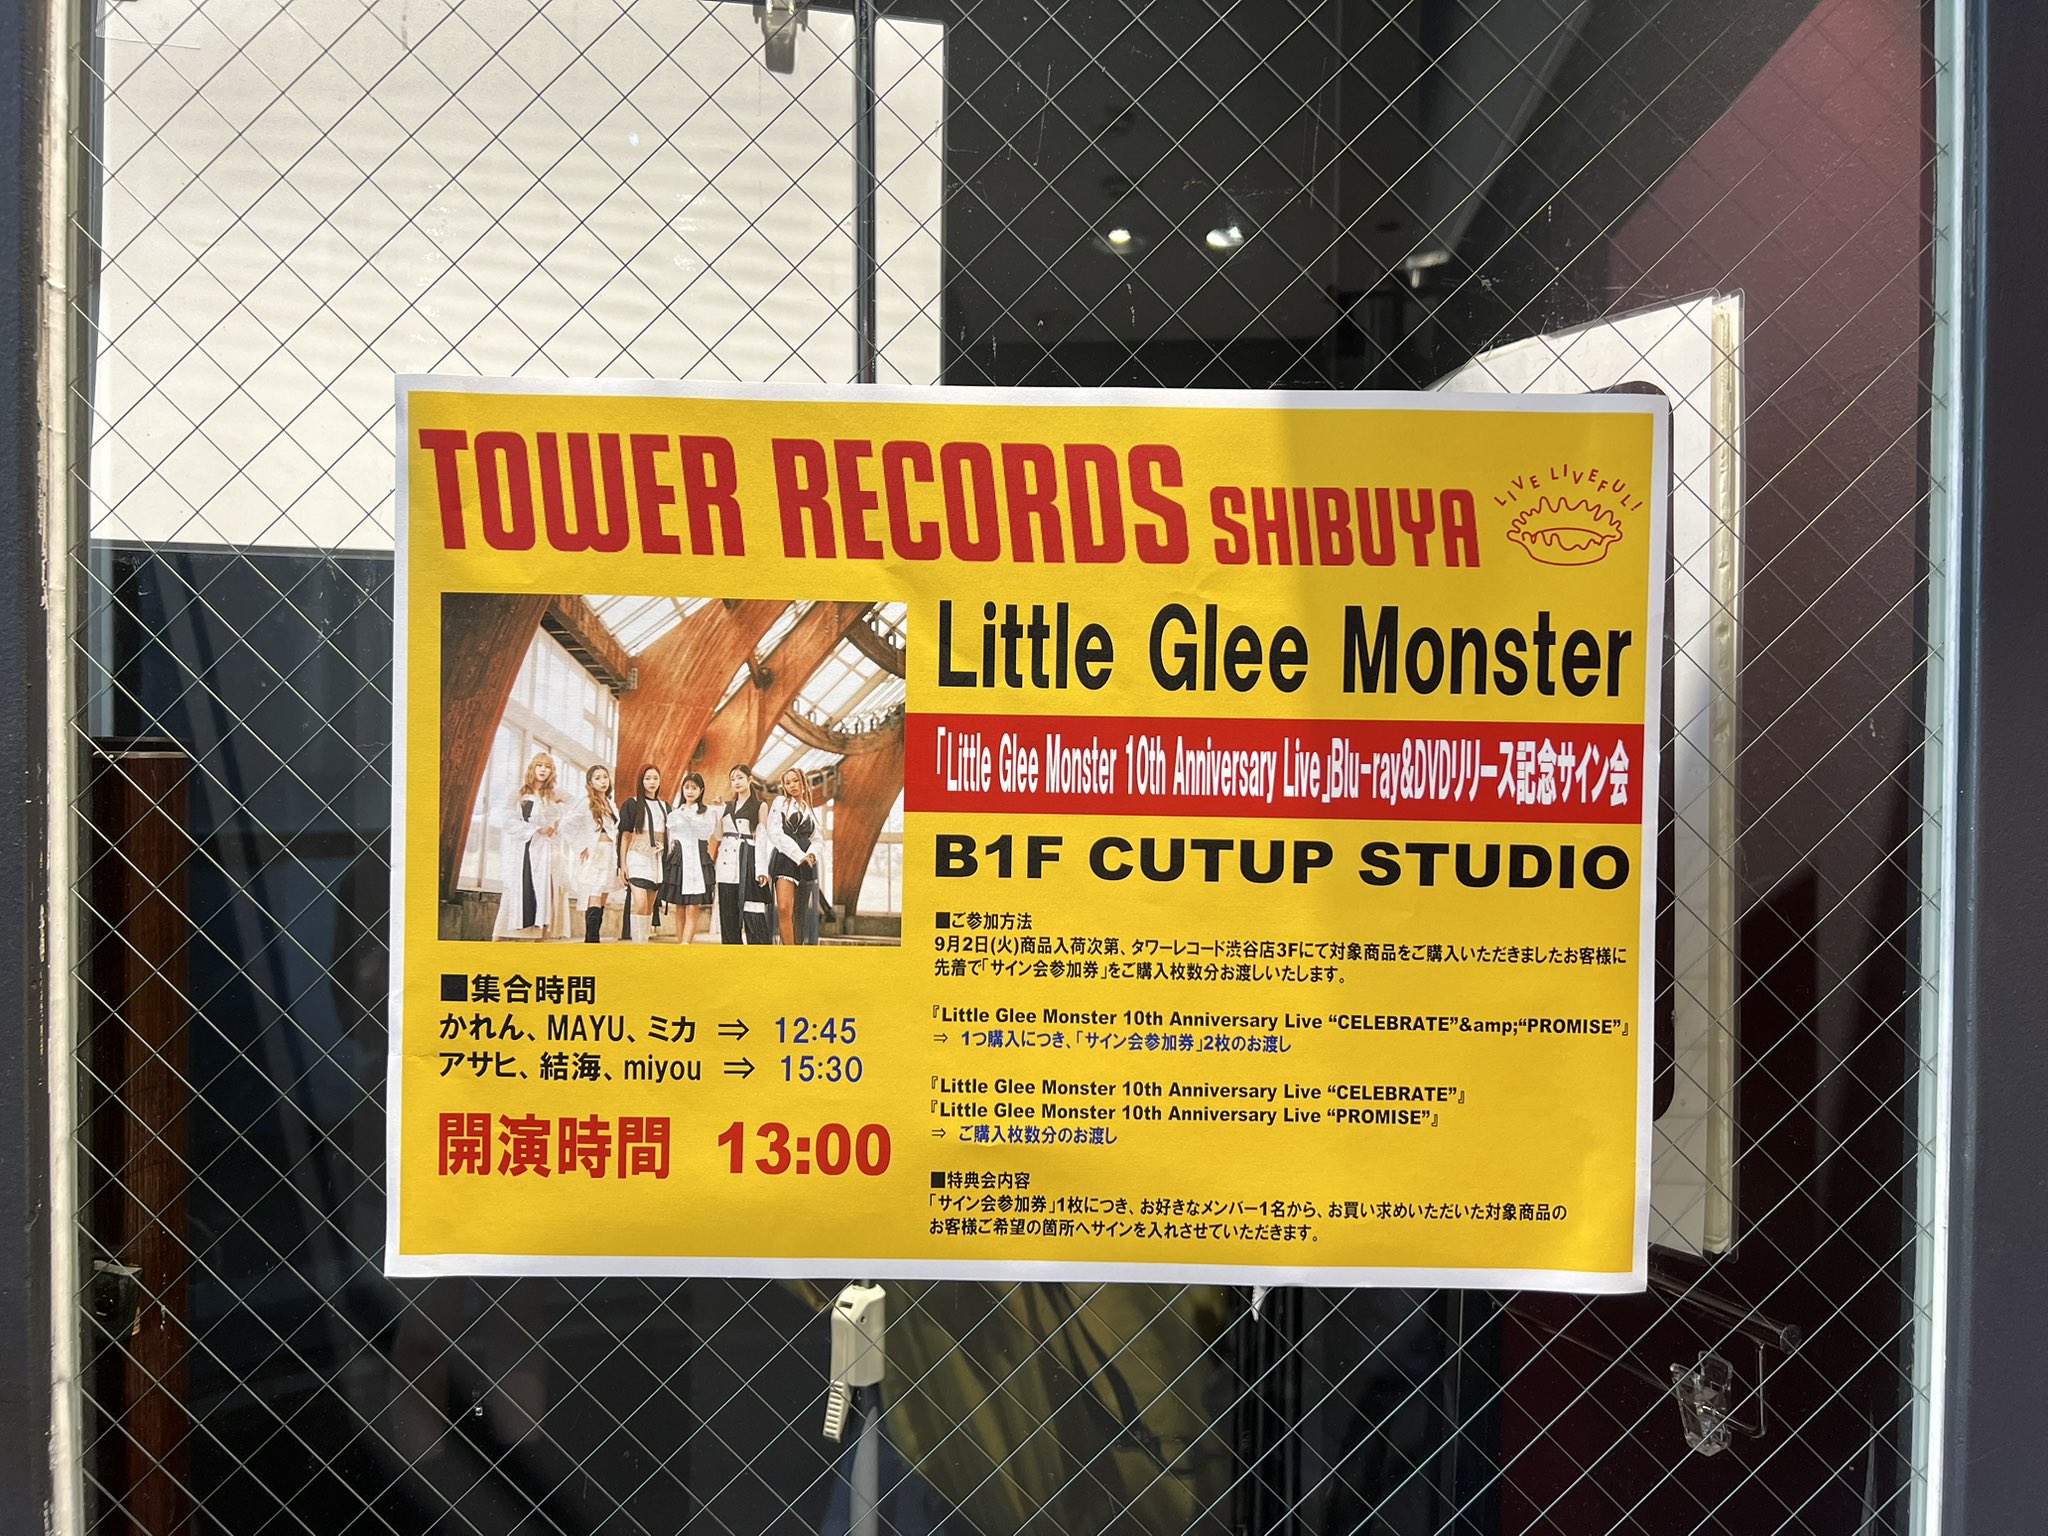 TOWER RECORDS SHIBUYA
LIVE LIVEFUL!
Little Glee Monster
「Little Glee Monster 10th Anniversary Live」Blu-ray&DVDリリース記念サイン会
B1F CUTUP STUDIO
■集合時間
かれん、MAYU、ミカ ⇒ 12:45
アサヒ、結海、miyou ⇒ 15:30
開演時間 13:00
■ご参加方法
9月2日(火)商品入荷次第、タワーレコード渋谷店3Fにて対象商品をご購入いただきましたお客様に
先着で「サイン会参加券」をご購入枚数分お渡しいたします。
『Little Glee Monster 10th Anniversary Live “CELEBRATE”&amp;“PROMISE”』
⇒ 1つ購入につき、「サイン会参加券」2枚のお渡し
『Little Glee Monster 10th Anniversary Live “CELEBRATE”』
『Little Glee Monster 10th Anniversary Live “PROMISE”』
⇒ ご購入枚数分のお渡し
■特典会内容
「サイン会参加券」1枚につき、お好きなメンバー1名から、お買い求めいただいた対象商品の
お客様ご希望の箇所へサインを入れさせていただきます。